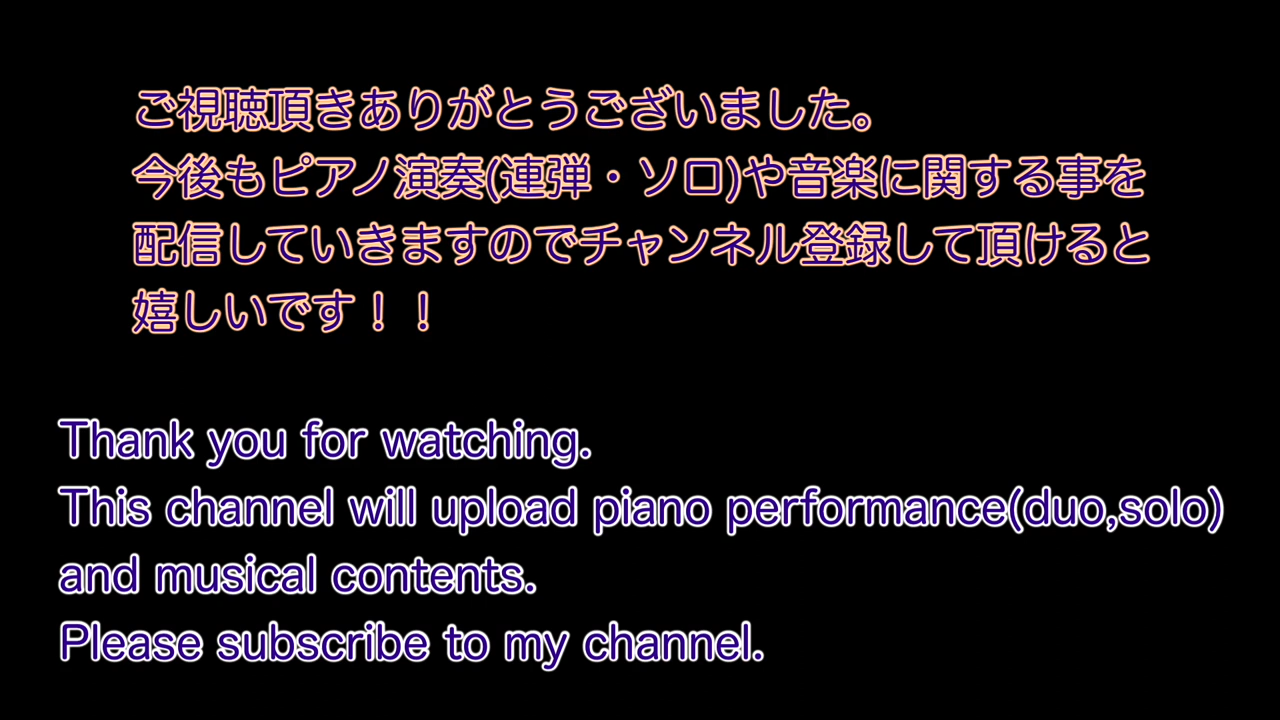 ご視聴頂きありがとうございました。
今後もピアノ演奏(連弾・ソロ)や音楽に関する事を
配信していきますのでチャンネル登録して頂けると
嬉しいです！！
Thank you for watching.
This channel will upload piano performance(duo,solo)
and musical contents.
Please subscribe to my channel.